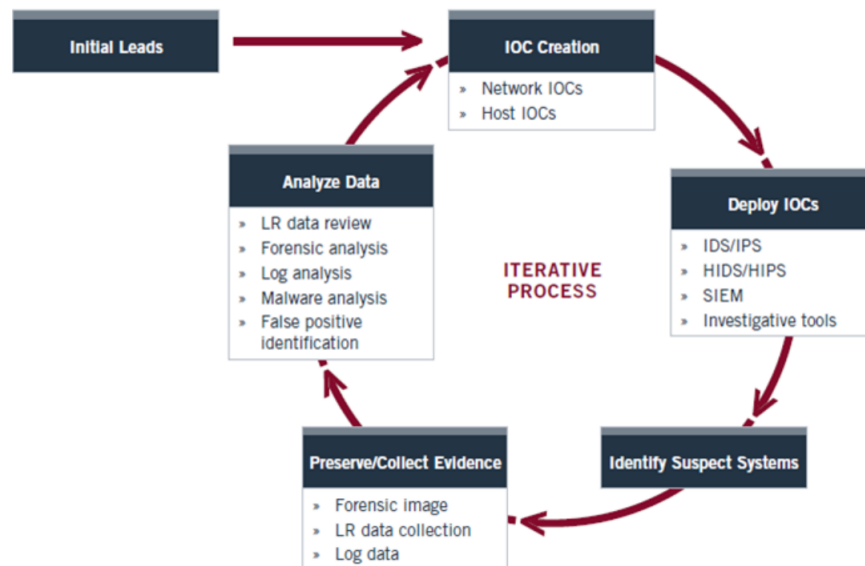 Initial Leads
IOC Creation
» Network IOCs
» Host IOCs
Deploy IOCs
» IDS/IPS
» HIDS/HIPS
» SIEM
» Investigative tools
Identify Suspect Systems
Preserve/Collect Evidence
» Forensic image
» LR data collection
» Log data
Analyze Data
» LR data review
» Forensic analysis
» Log analysis
» Malware analysis
» False positive
identification
ITERATIVE
PROCESS